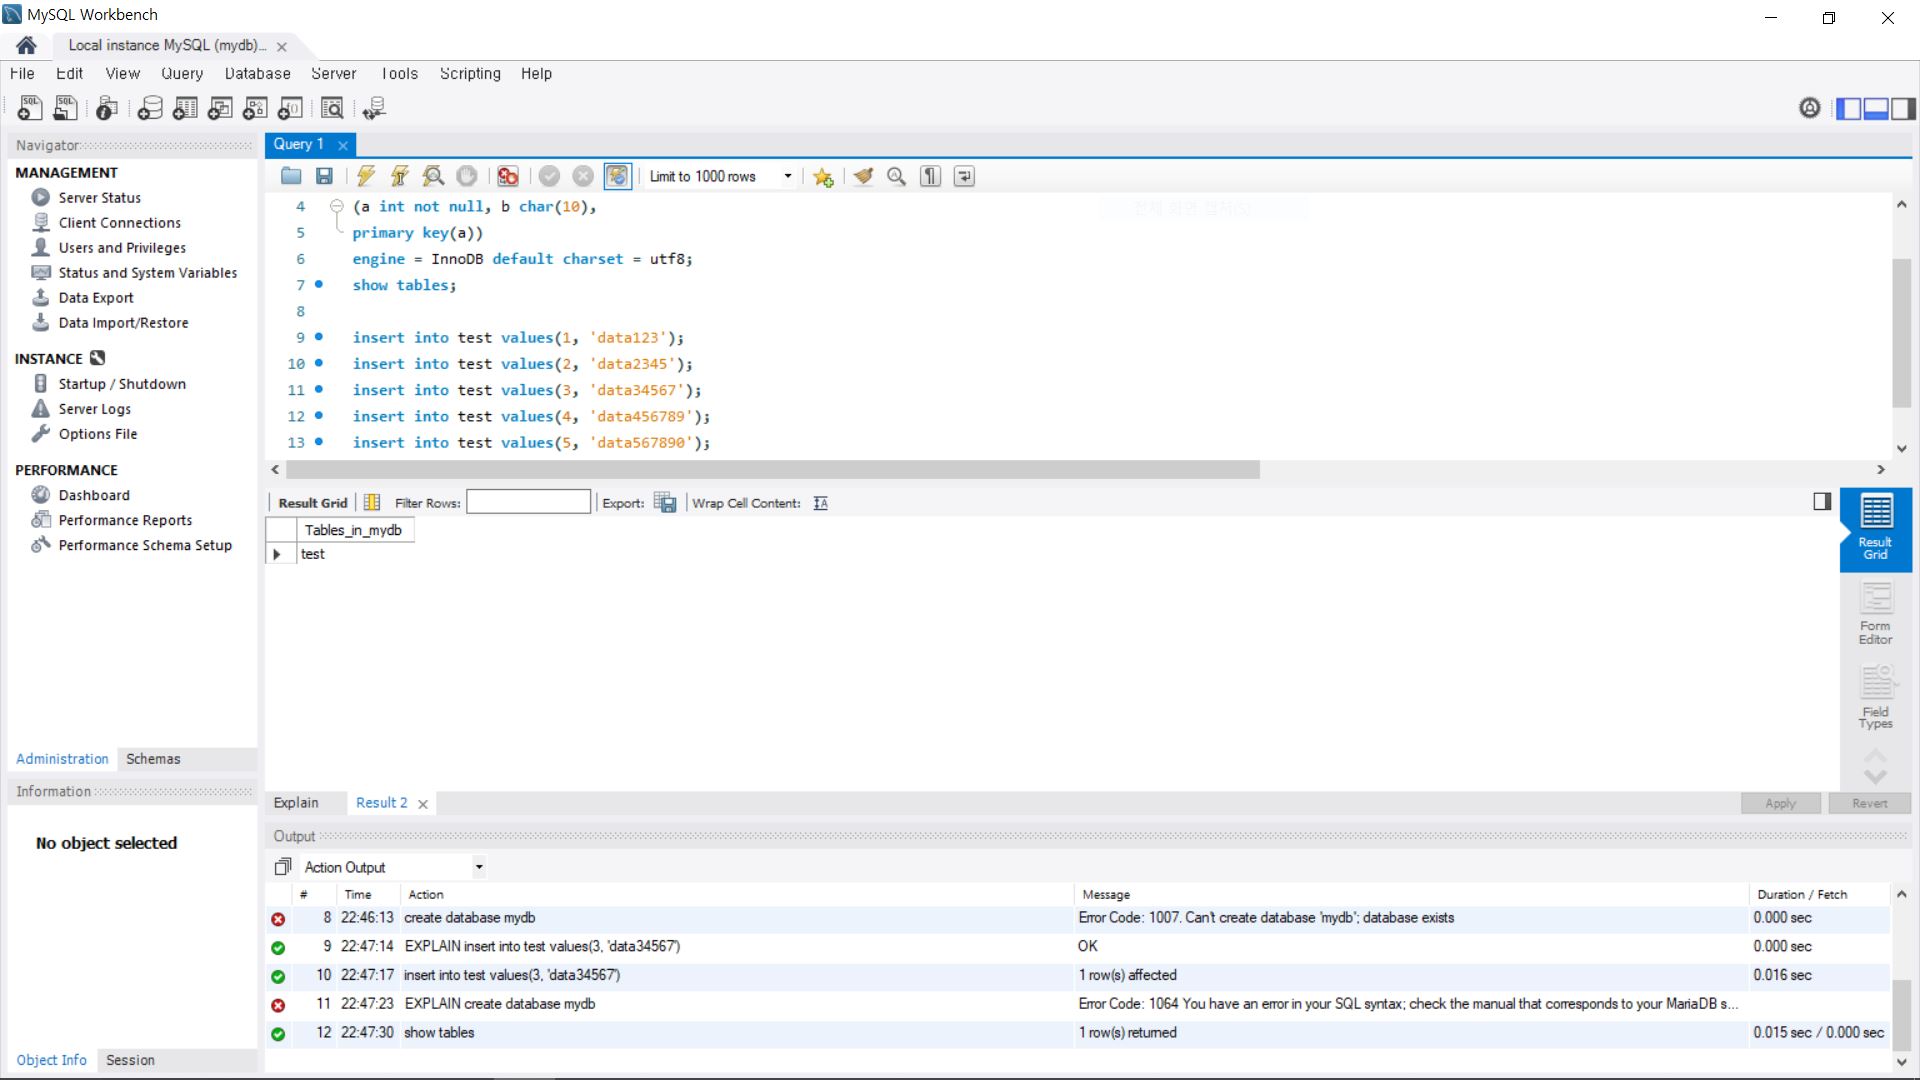 MySQL Workbench
Local instance MySQL (mydb)...
File Edit View Query Database Server Tools Scripting Help
Navigator
MANAGEMENT
Server Status
Client Connections
Users and Privileges
Status and System Variables
Data Export
Data Import/Restore
INSTANCE
Startup / Shutdown
Server Logs
Options File
PERFORMANCE
Dashboard
Performance Reports
Performance Schema Setup
Administration Schemas
Information
No object selected
Object Info Session
Query 1
Limit to 1000 rows
전체 화면 캡처(S)
4 (a int not null, b char(10),
5 primary key(a))
6 engine = InnoDB default charset = utf8;
7 show tables;
8
9 insert into test values(1, 'data123');
10 insert into test values(2, 'data2345');
11 insert into test values(3, 'data34567');
12 insert into test values(4, 'data456789');
13 insert into test values(5, 'data567890');
Result Grid Filter Rows: Export: Wrap Cell Content:
Tables_in_mydb
test
Result
Grid
Form
Editor
Field
Types
Explain Result 2 Apply Revert
Output
Action Output
# Time Action Message Duration / Fetch
8 22:46:13 create database mydb Error Code: 1007. Can't create database 'mydb'; database exists 0.000 sec
9 22:47:14 EXPLAIN insert into test values(3, 'data34567') OK 0.000 sec
10 22:47:17 insert into test values(3, 'data34567') 1 row(s) affected 0.016 sec
11 22:47:23 EXPLAIN create database mydb Error Code: 1064 You have an error in your SQL syntax; check the manual that corresponds to your MariaDB s...
12 22:47:30 show tables 1 row(s) returned 0.015 sec / 0.000 sec